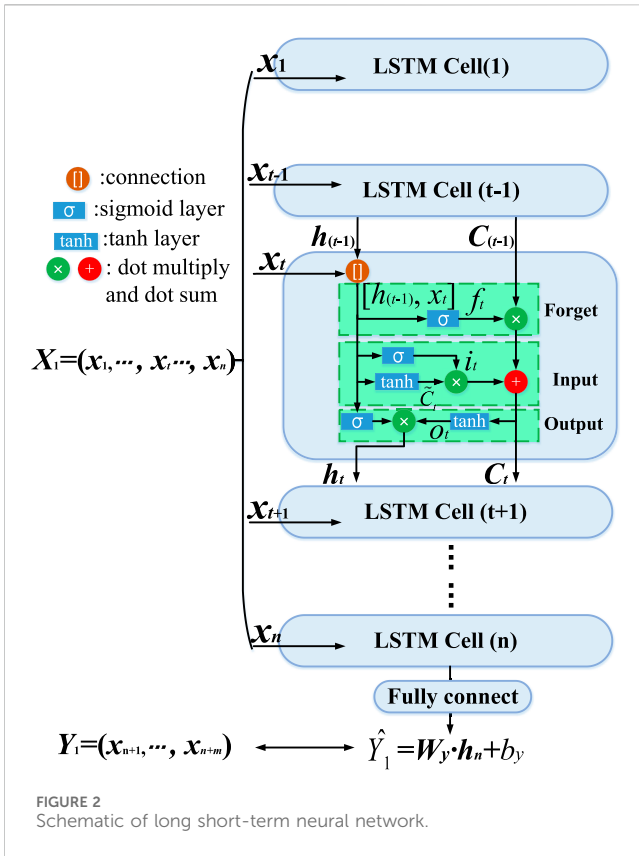 x1
LSTM Cell(1)
xt-1
LSTM Cell (t-1)
[] :connection
σ :sigmoid layer
tanh :tanh layer
× + : dot multiply
and dot sum
h(t-1)
C(t-1)
xt
[]
[h(t-1), xt]
ft
σ
×
Forget
X1=(x1,···, xt···, xn)
σ
it
tanh
×
+
C̃t
Input
σ
×
Ot
tanh
Output
ht
Ct
xt+1
LSTM Cell (t+1)
xn
LSTM Cell (n)
Fully connect
Y1=(xn+1,···, xn+m)
Ŷ1=Wy·hn+by
FIGURE 2
Schematic of long short-term neural network.